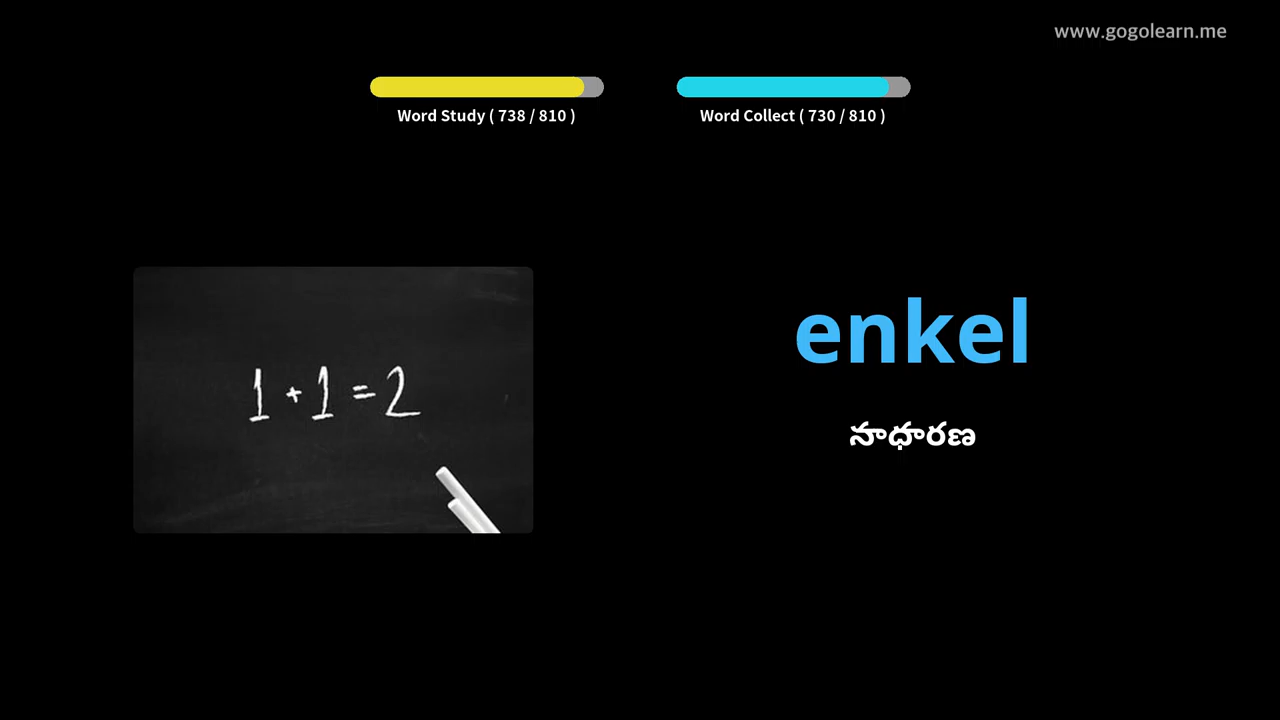 www.gogolearn.me
Word Study ( 738 / 810 )
Word Collect ( 730 / 810 )
1 + 1 = 2
enkel
సాధారణ